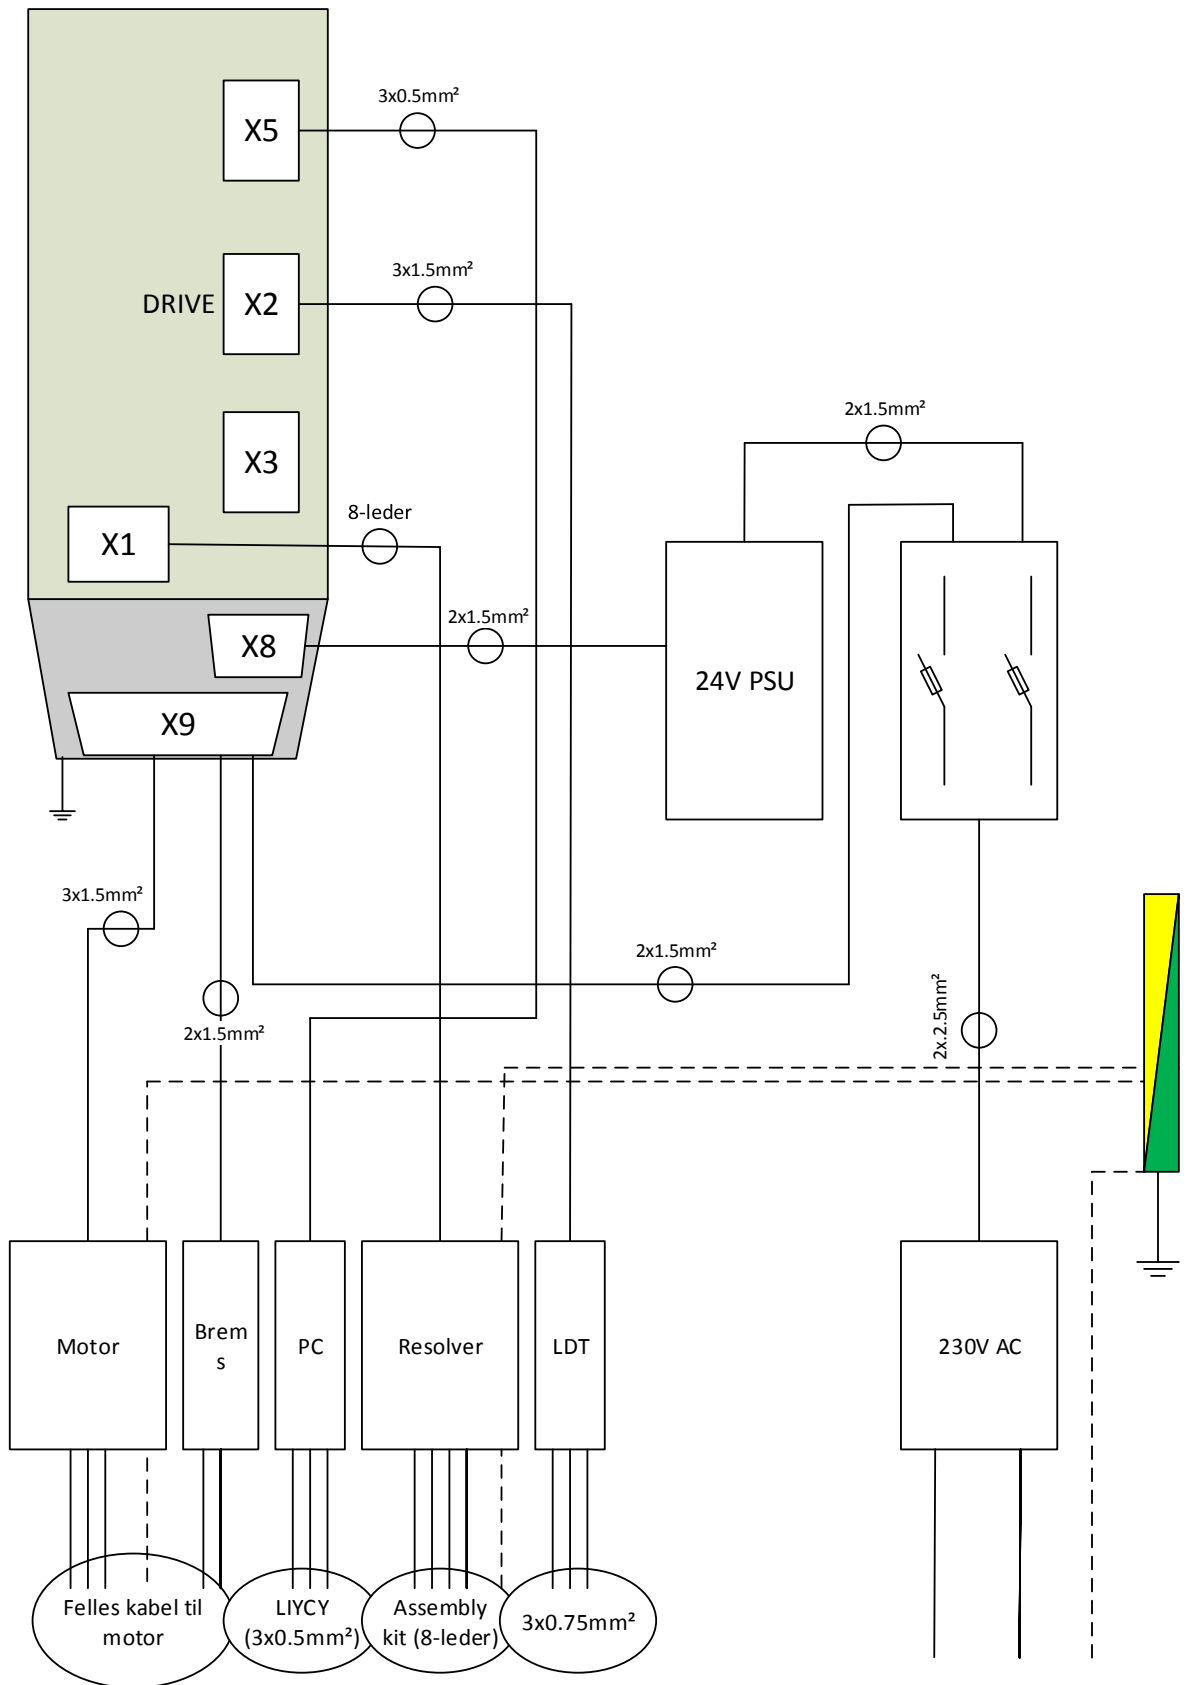 3x0.5mm²
X5
3x1.5mm²
DRIVE
X2
2x1.5mm²
X3
8-leder
X1
2x1.5mm²
X8
24V PSU
X9
3x1.5mm²
2x1.5mm²
2x1.5mm²
2x.2.5mm²
Motor
Brem
s
PC
Resolver
LDT
230V AC
Felles kabel til
motor
LIYCY
(3x0.5mm²)
Assembly
kit (8-leder)
3x0.75mm²